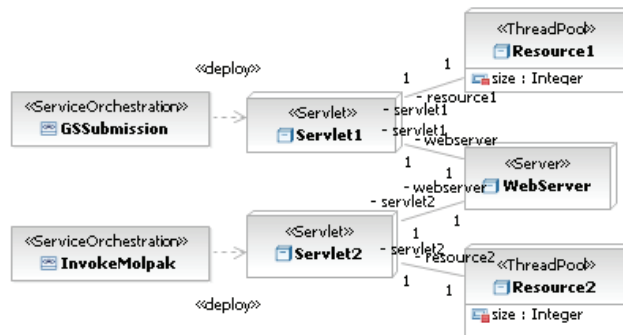 «ThreadPool»
Resource1
size : Integer
«deploy»
1
1
- resource1
- servlet1
«ServiceOrchestration»
GSSubmission
«Servlet»
Servlet1
- servlet1
- webserver
1
1
«Server»
WebServer
- webserver
- servlet2
1
1
«ServiceOrchestration»
InvokeMolpak
«Servlet»
Servlet2
- servlet2
- resource2
1
1
«ThreadPool»
Resource2
size : Integer
«deploy»